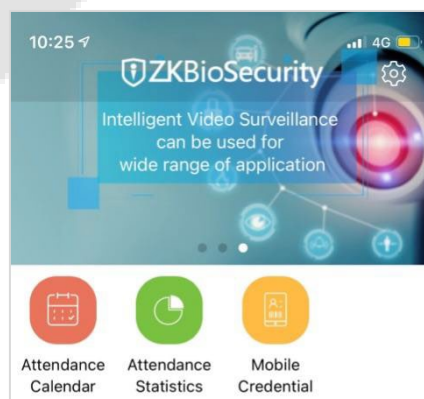 10:25
4G
ZKBioSecurity
Intelligent Video Surveillance
can be used for
wide range of application
Attendance
Calendar
Attendance
Statistics
Mobile
Credential